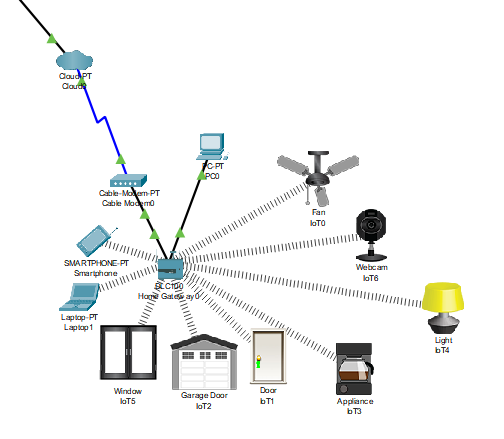 Cloud-PT
Cloud0
PC-PT
PC0
Cable-Modem-PT
Cable Modem0
Fan
IoT0
SMARTPHONE-PT
Smartphone
Webcam
IoT6
DLC100
Home Gateway0
Laptop-PT
Laptop1
Light
IoT4
Window
IoT5
Garage Door
IoT2
Door
IoT1
Appliance
IoT3